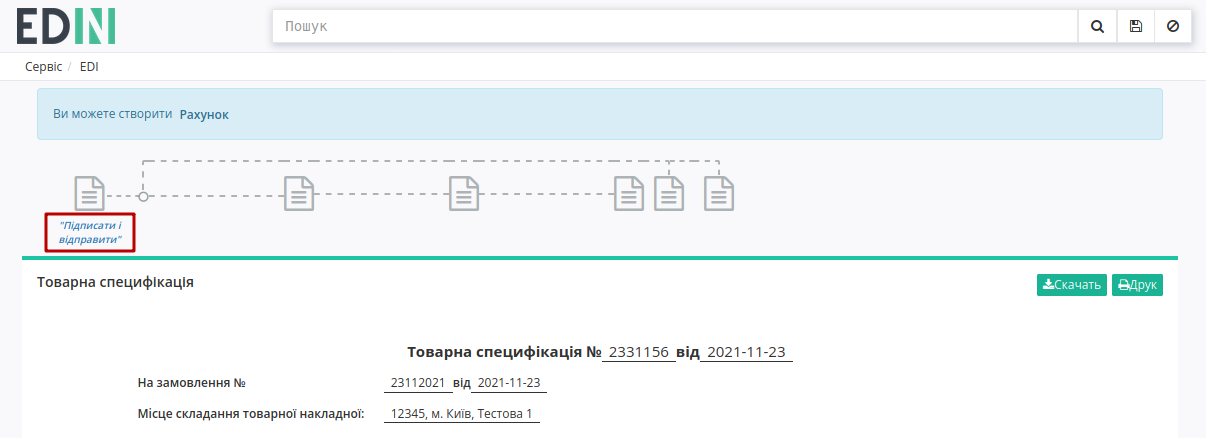 EDIN
Пошук
Сервіс / EDI
Ви можете створити Рахунок
"Підписати і
відправити"
Товарна специфікація
Скачать Друк
Товарна специфікація № 2331156 від 2021-11-23
На замовлення № 23112021 від 2021-11-23
Місце складання товарної накладної: 12345, м. Київ, Тестова 1